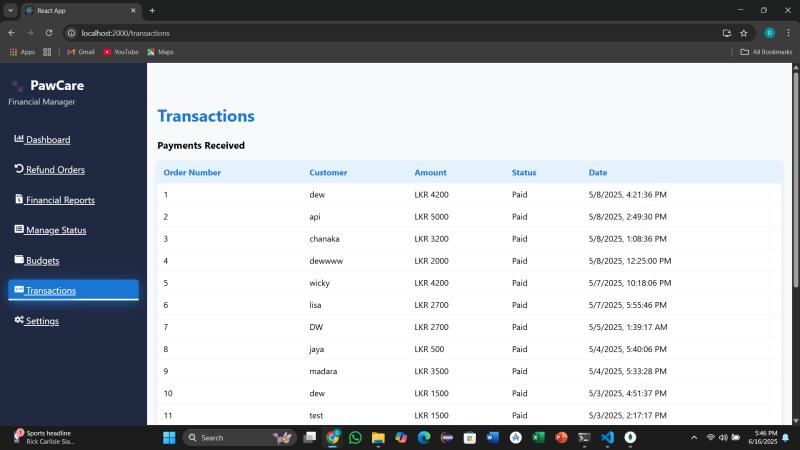 React App
localhost:2000/transactions
Apps
Gmail
YouTube
Maps
All Bookmarks
D
PawCare
Financial Manager
Dashboard
Refund Orders
Financial Reports
Manage Status
Budgets
Transactions
Settings
Transactions
Payments Received
Order Number Customer Amount Status Date
1 dew LKR 4200 Paid 5/8/2025, 4:21:36 PM
2 api LKR 5000 Paid 5/8/2025, 2:49:30 PM
3 chanaka LKR 3200 Paid 5/8/2025, 1:08:36 PM
4 dewwww LKR 2000 Paid 5/8/2025, 12:25:00 PM
5 wicky LKR 4200 Paid 5/7/2025, 10:18:06 PM
6 lisa LKR 2700 Paid 5/7/2025, 5:55:46 PM
7 DW LKR 2700 Paid 5/5/2025, 1:39:17 AM
8 jaya LKR 500 Paid 5/4/2025, 5:40:06 PM
9 madara LKR 3500 Paid 5/4/2025, 5:33:28 PM
10 dew LKR 1500 Paid 5/3/2025, 4:51:37 PM
11 test LKR 1500 Paid 5/3/2025, 2:17:17 PM
Sports headline
Rick Carlisle Sla...
Search
5:46 PM
6/16/2025